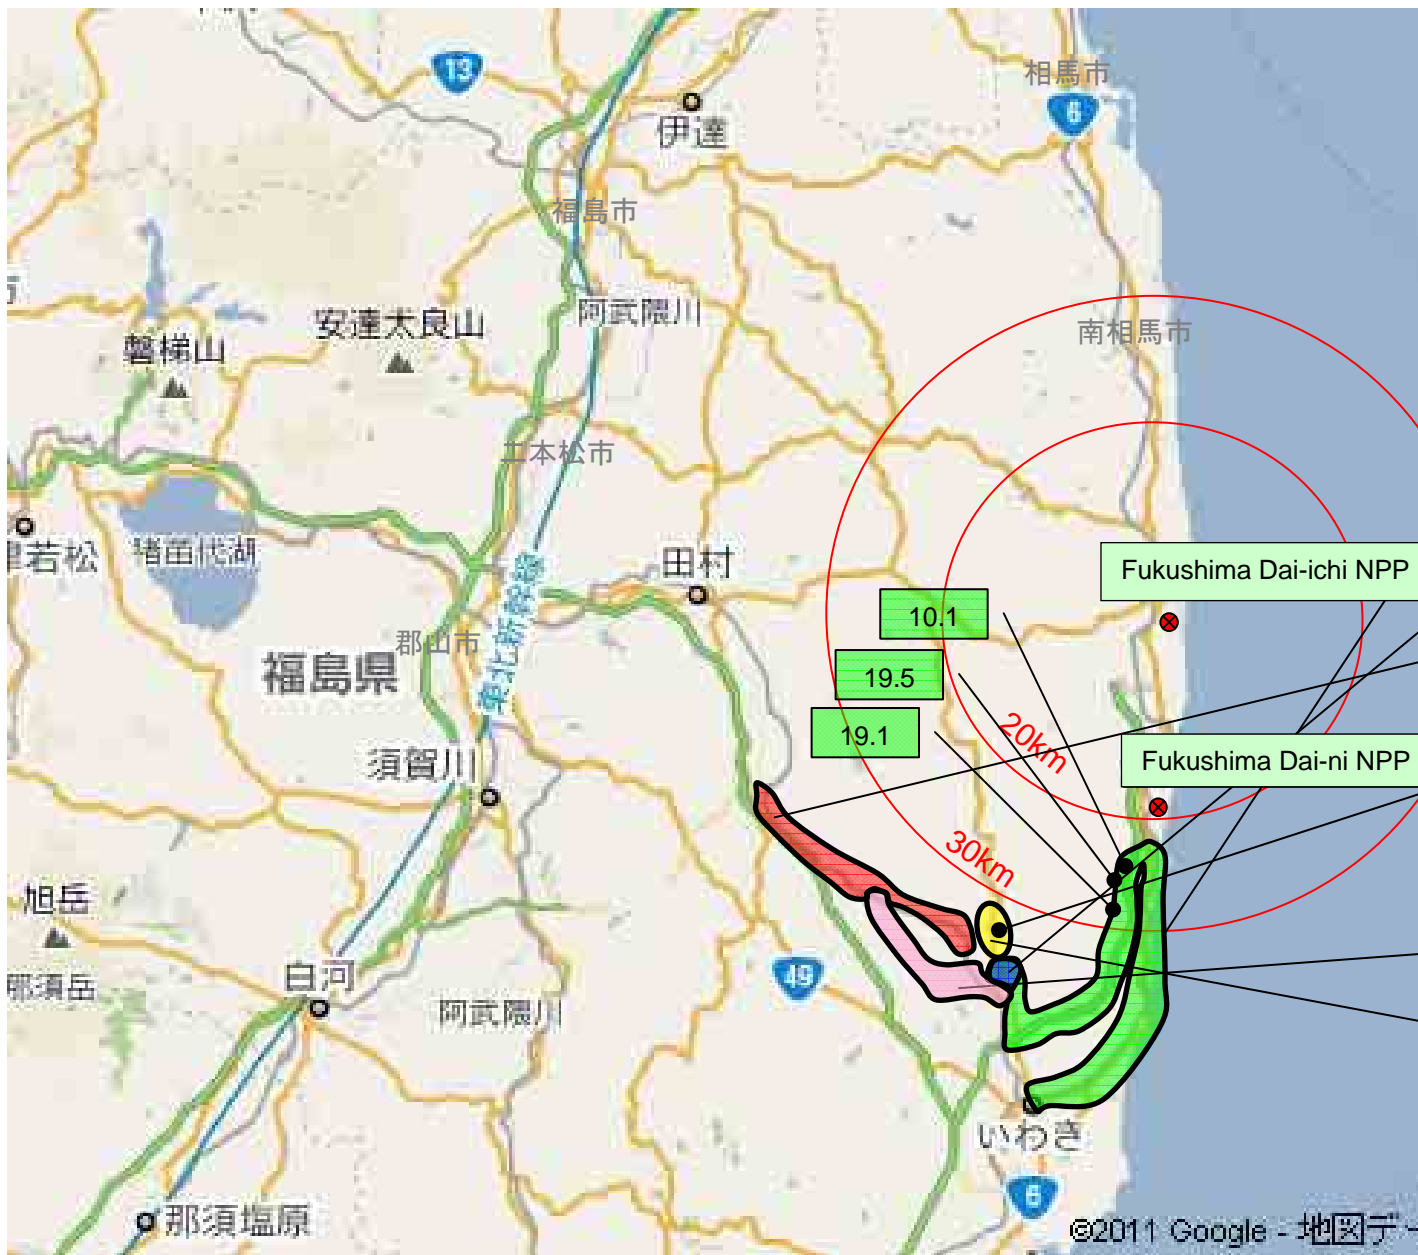 13
相馬市
6
伊達
福島市
阿武隈川
安達太良山
南相馬市
磐梯山
二本松市
猪苗代湖
田村
Fukushima Dai-ichi NPP
10.1
東北新幹線
郡山市
福島県
19.5
19.1
20km
須賀川
Fukushima Dai-ni NPP
30km
旭岳
白河
那須岳
49
阿武隈川
いわき
6
那須塩原
©2011 Google - 地図デ